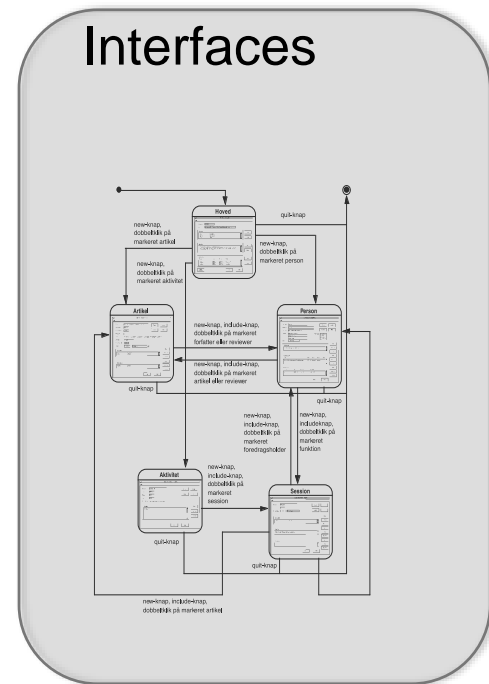 Interfaces
Hoved
quit-knap
new-knap,
dobbeltklik på
markeret artikel
new-knap,
dobbeltklik på
markeret person
new-knap,
dobbeltklik på
markeret aktivitet
Artikel
Person
new-knap, include-knap,
dobbeltklik på markeret
forfatter eller reviewer
new-knap, include-knap,
dobbeltklik på markeret
artikel eller reviewer
quit-knap
quit-knap
new-knap,
include-knap,
dobbeltklik på
markeret
foredragsholder
new-knap,
includeknap,
dobbeltklik på
markeret
funktion
Aktivitat
new-knap,
include-knap,
dobbeltklik på
markeret
session
Session
quit-knap
quit-knap
new-knap, include-knap,
dobbeltklik på markeret artikel